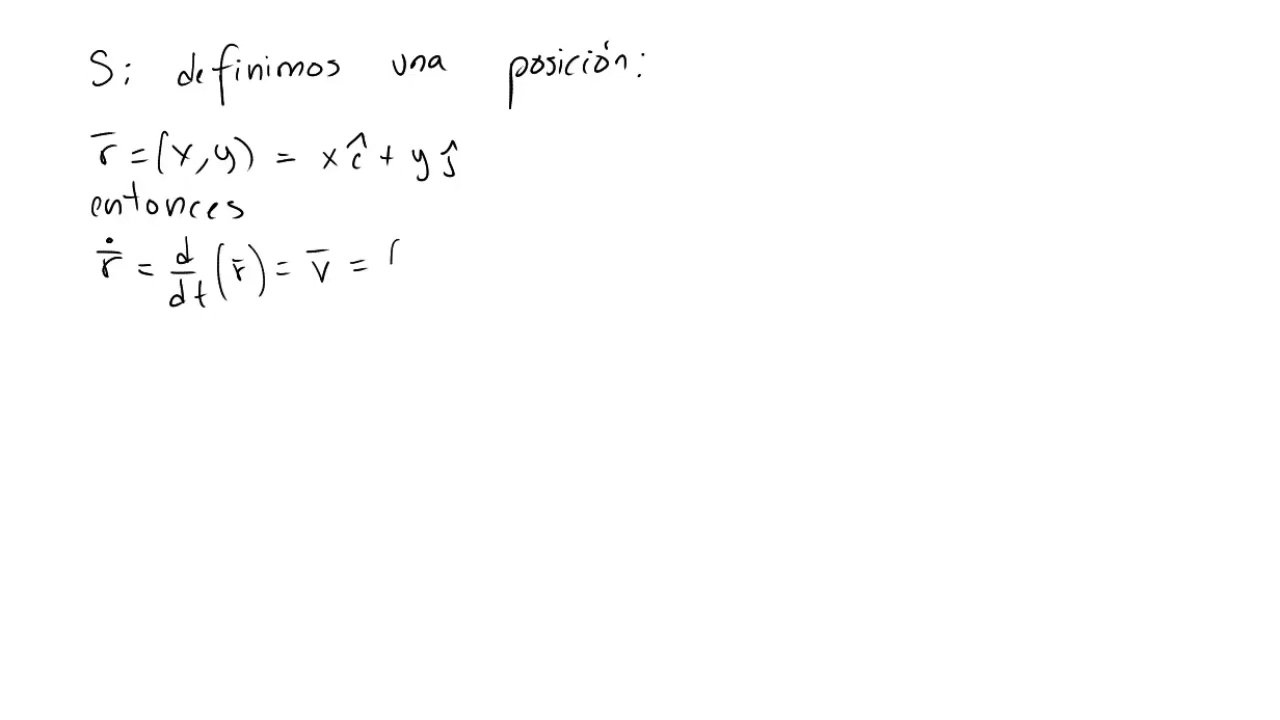 Si definimos una posición:
r̅ = (x, y) = x î + y ĵ
entonces
ṙ̅ = d/dt (r̅) = v̅ = (